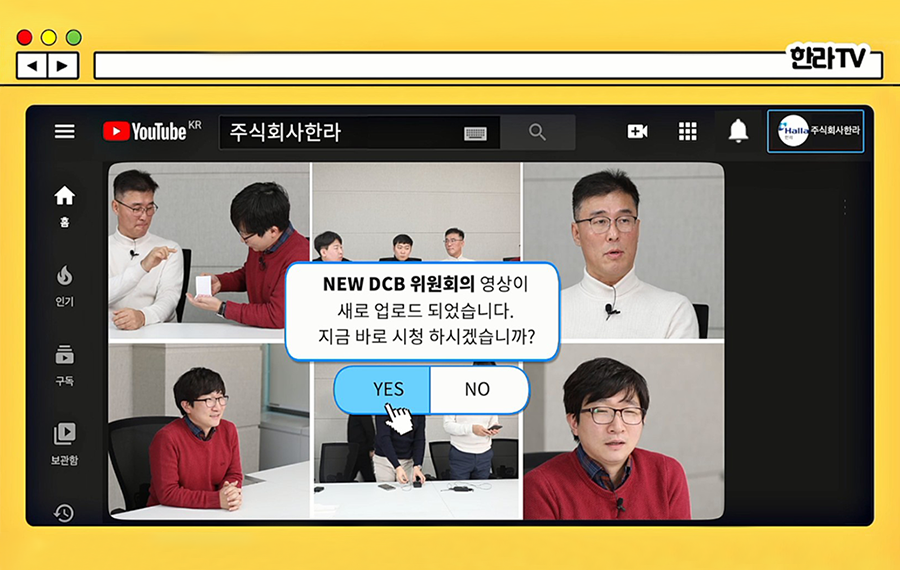 한라TV
YouTube KR
주식회사한라
Halla
한라
주식회사한라
홈
인기
구독
보관함
NEW DCB 위원회의 영상이
새로 업로드 되었습니다.
지금 바로 시청 하시겠습니까?
YES
NO